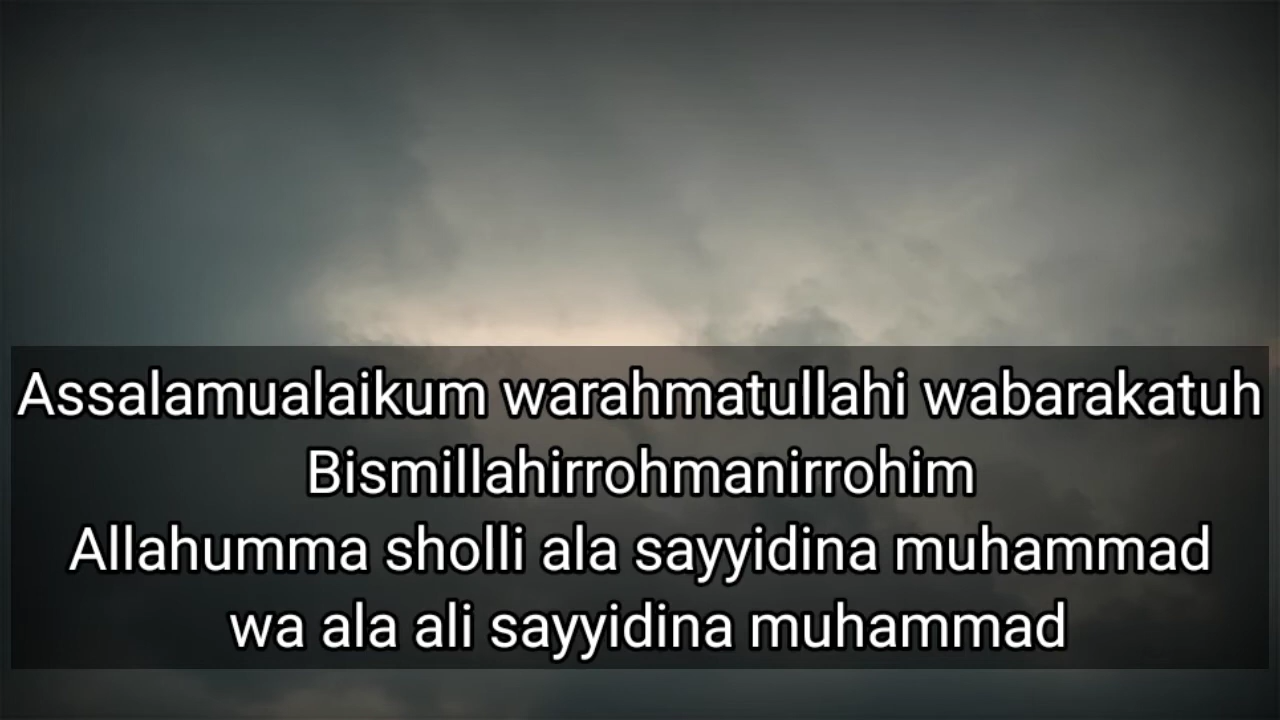 Assalamualaikum warahmatullahi wabarakatuh
Bismillahirrohmanirrohim
Allahumma sholli ala sayyidina muhammad
wa ala ali sayyidina muhammad